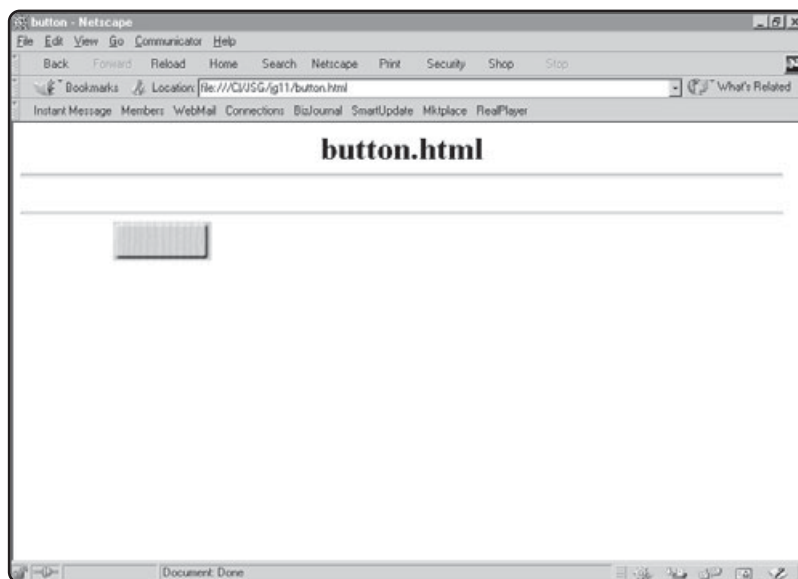 button - Netscape
File Edit View Go Communicator Help
Back Forward Reload Home Search Netscape Print Security Shop Stop
Bookmarks Location: file:///C|/JSG/jg11/button.html What's Related
Instant Message Members WebMail Connections BizJournal SmartUpdate Mktplace RealPlayer
button.html
Document: Done